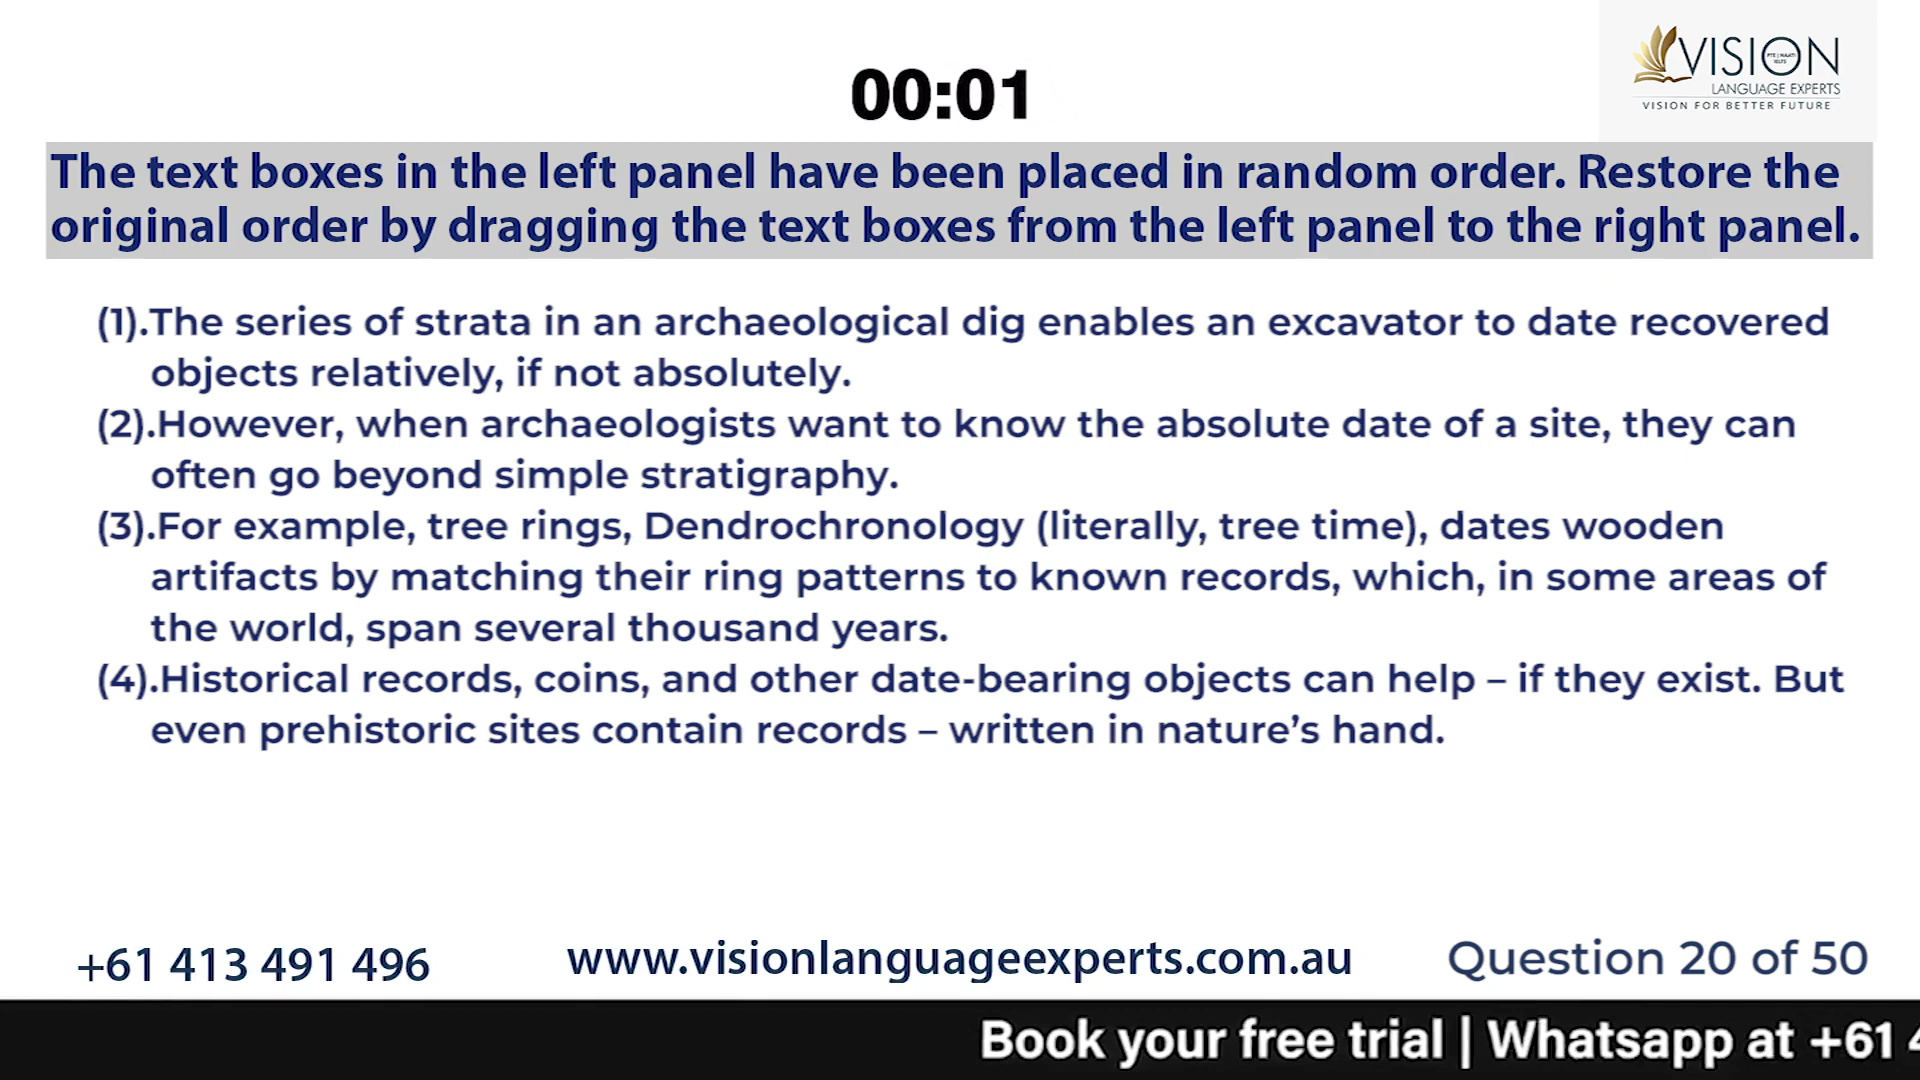 VISION
LANGUAGE EXPERTS
VISION FOR BETTER FUTURE
00:01
The text boxes in the left panel have been placed in random order. Restore the
original order by dragging the text boxes from the left panel to the right panel.
(1).The series of strata in an archaeological dig enables an excavator to date recovered
objects relatively, if not absolutely.
(2).However, when archaeologists want to know the absolute date of a site, they can
often go beyond simple stratigraphy.
(3).For example, tree rings, Dendrochronology (literally, tree time), dates wooden
artifacts by matching their ring patterns to known records, which, in some areas of
the world, span several thousand years.
(4).Historical records, coins, and other date-bearing objects can help – if they exist. But
even prehistoric sites contain records – written in nature’s hand.
+61 413 491 496
www.visionlanguageexperts.com.au
Question 20 of 50
Book your free trial | Whatsapp at +61 4